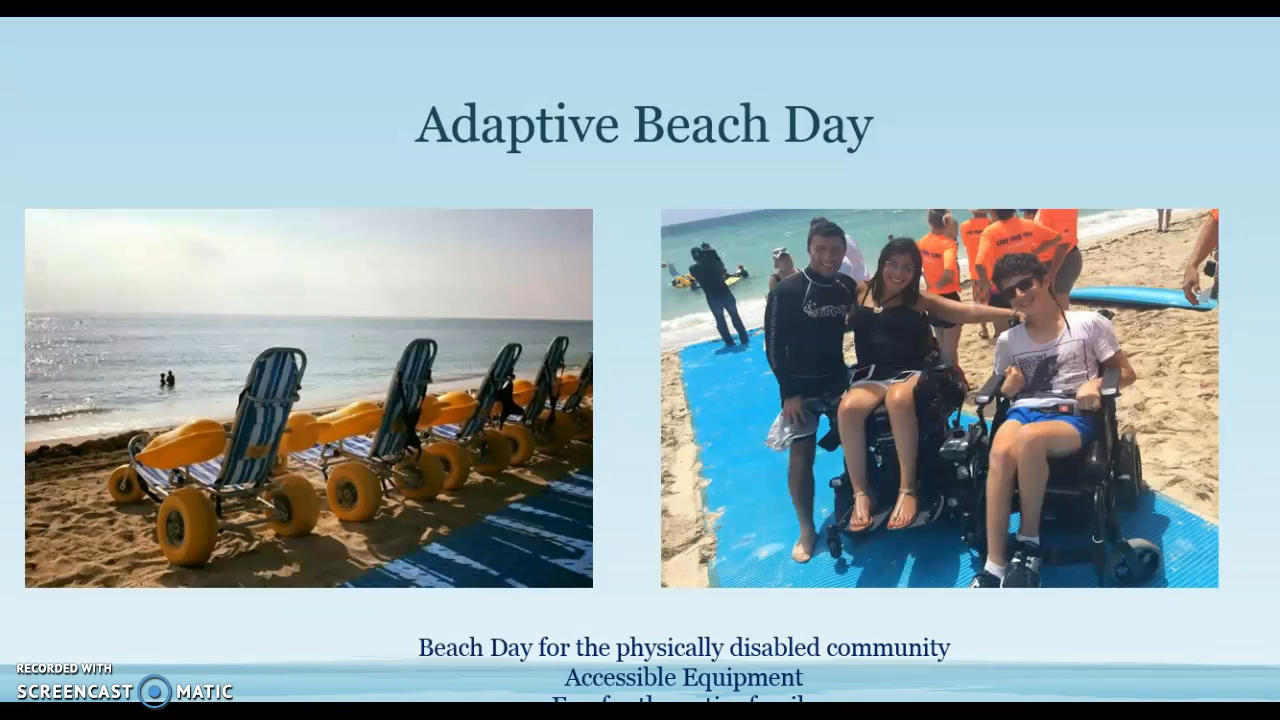 Adaptive Beach Day
Beach Day for the physically disabled community
Accessible Equipment
RECORDED WITH
SCREENCAST MATIC